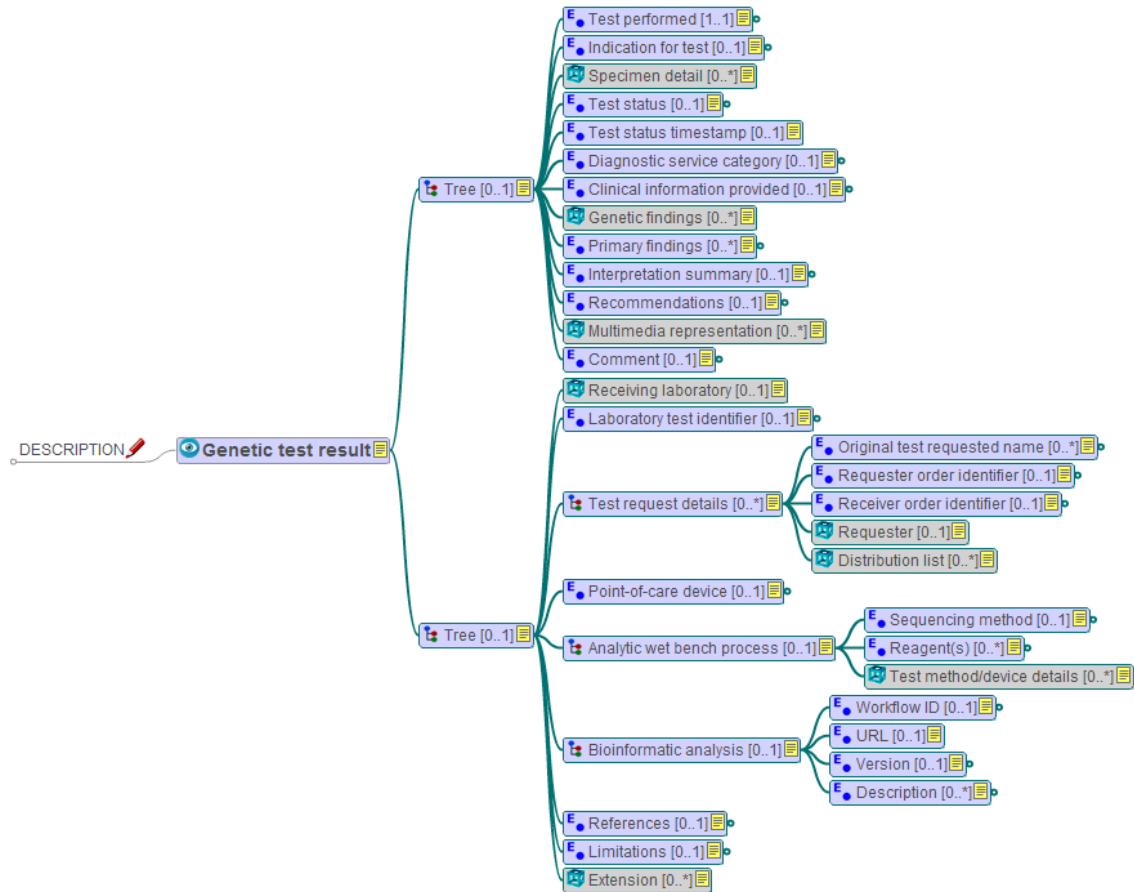 Test performed [1..1]
Indication for test [0..1]
Specimen detail [0..*]
Test status [0..1]
Test status timestamp [0..1]
Diagnostic service category [0..1]
Tree [0..1]
Clinical information provided [0..1]
Genetic findings [0..*]
Primary findings [0..*]
Interpretation summary [0..1]
Recommendations [0..1]
Multimedia representation [0..*]
Comment [0..1]
DESCRIPTION
Genetic test result
Receiving laboratory [0..1]
Laboratory test identifier [0..1]
Test request details [0..*]
Original test requested name [0..*]
Requester order identifier [0..1]
Receiver order identifier [0..1]
Requester [0..1]
Distribution list [0..*]
Point-of-care device [0..1]
Tree [0..1]
Analytic wet bench process [0..1]
Sequencing method [0..1]
Reagent(s) [0..*]
Test method/device details [0..*]
Bioinformatic analysis [0..1]
Workflow ID [0..1]
URL [0..1]
Version [0..1]
Description [0..*]
References [0..1]
Limitations [0..1]
Extension [0..*]